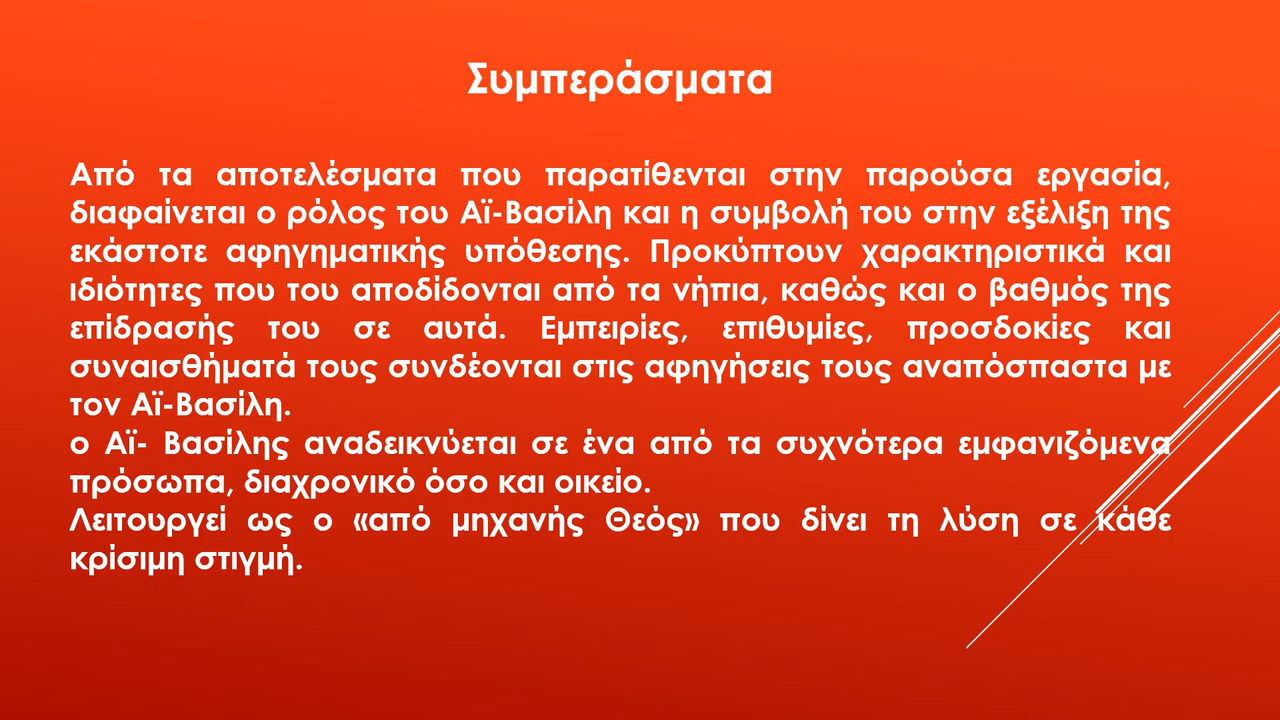 Συμπεράσματα
Από τα αποτελέσματα που παρατίθενται στην παρούσα εργασία,
διαφαίνεται ο ρόλος του Αϊ-Βασίλη και η συμβολή του στην εξέλιξη της
εκάστοτε αφηγηματικής υπόθεσης. Προκύπτουν χαρακτηριστικά και
ιδιότητες που του αποδίδονται από τα νήπια, καθώς και ο βαθμός της
επίδρασής του σε αυτά. Εμπειρίες, επιθυμίες, προσδοκίες και
συναισθήματά τους συνδέονται στις αφηγήσεις τους αναπόσπαστα με
τον Αϊ-Βασίλη.
ο Αϊ- Βασίλης αναδεικνύεται σε ένα από τα συχνότερα εμφανιζόμενα
πρόσωπα, διαχρονικό όσο και οικείο.
Λειτουργεί ως ο «από μηχανής Θεός» που δίνει τη λύση σε κάθε
κρίσιμη στιγμή.